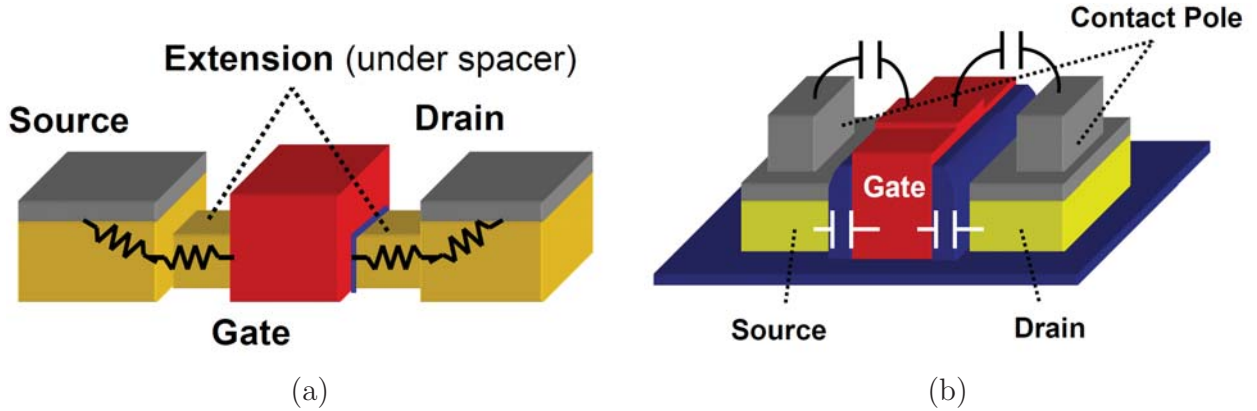 Extension (under spacer)
Source
Drain
Gate
(a)
Contact Pole
Gate
Source
Drain
(b)